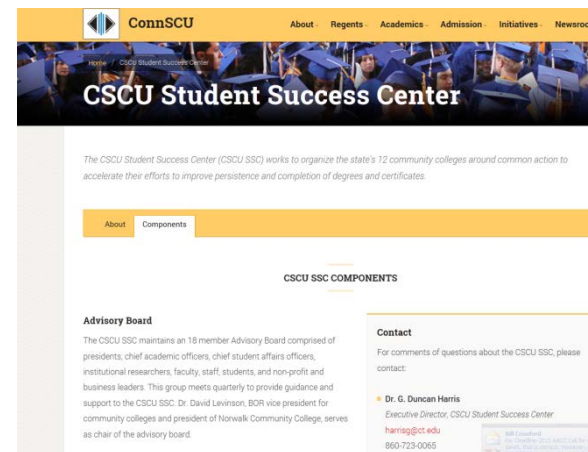 ConnSCU
About Regents Academics Admission Initiatives
Home / CSCU Student Success Center
CSCU Student Success Center
The CSCU Student Success Center (CSCU SSC) works to organize the state's 12 community colleges around common action to
accelerate their efforts to improve persistence and completion of degrees and certificates.
About Components
CSCU SSC COMPONENTS
Advisory Board
The CSCU SSC maintains an 18 member Advisory Board comprised of
presidents, chief academic officers, chief student affairs officers,
institutional researchers, faculty, staff, students, and non-profit and
business leaders. This group meets quarterly to provide guidance and
support to the CSCU SSC. Dr. David Levinson, BOR vice president for
community colleges and president of Norwalk Community College, serves
as chair of the advisory board.
Contact
For comments of questions about the CSCU SSC, please
contact:
Dr. G. Duncan Harris
Executive Director, CSCU Student Success Center
harrisg@ct.edu
860-723-0065
Bill Crawford